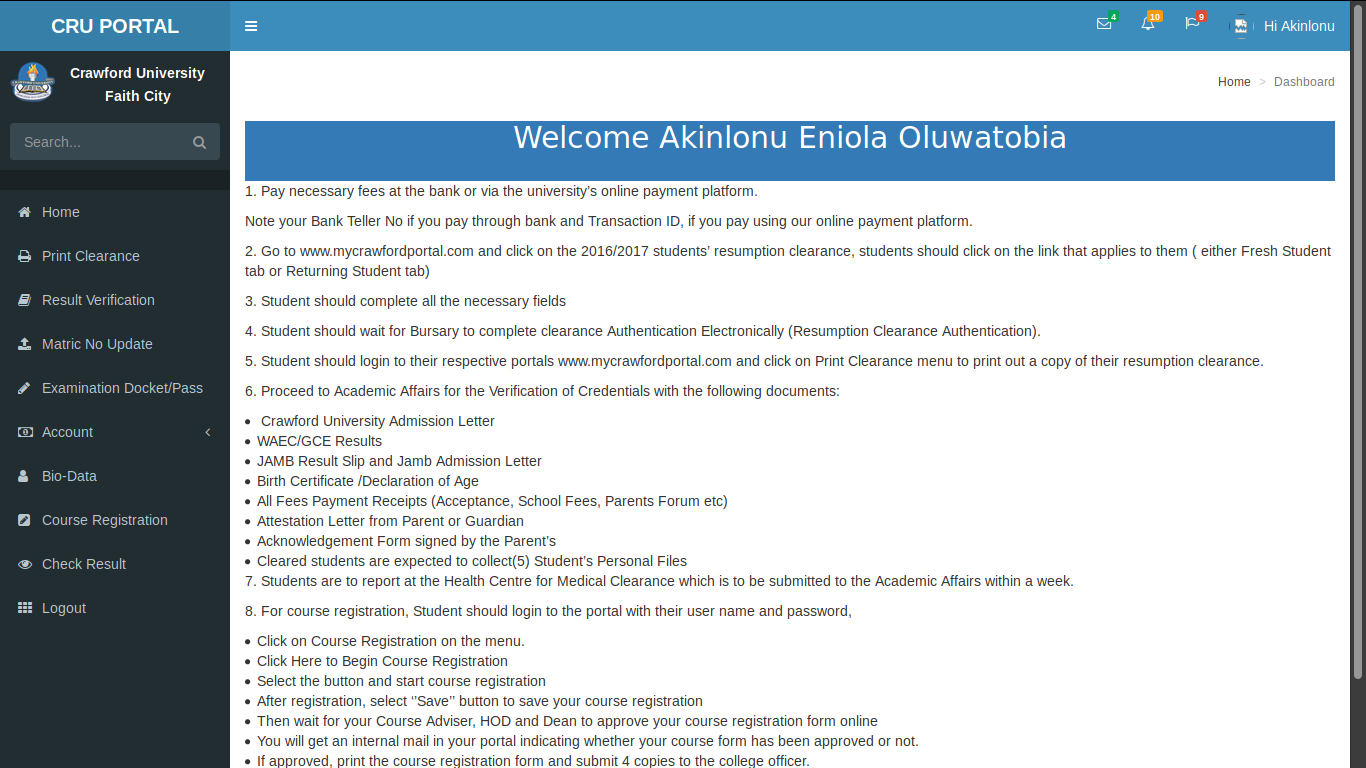 CRU PORTAL
4
10
9
Hi Akinlonu
Crawford University
Faith City
Search...
Home
Print Clearance
Result Verification
Matric No Update
Examination Docket/Pass
Account
Bio-Data
Course Registration
Check Result
Logout
Home > Dashboard
Welcome Akinlonu Eniola Oluwatobia
1. Pay necessary fees at the bank or via the university’s online payment platform.
Note your Bank Teller No if you pay through bank and Transaction ID, if you pay using our online payment platform.
2. Go to www.mycrawfordportal.com and click on the 2016/2017 students’ resumption clearance, students should click on the link that applies to them ( either Fresh Student
tab or Returning Student tab)
3. Student should complete all the necessary fields
4. Student should wait for Bursary to complete clearance Authentication Electronically (Resumption Clearance Authentication).
5. Student should login to their respective portals www.mycrawfordportal.com and click on Print Clearance menu to print out a copy of their resumption clearance.
6. Proceed to Academic Affairs for the Verification of Credentials with the following documents:
• Crawford University Admission Letter
• WAEC/GCE Results
• JAMB Result Slip and Jamb Admission Letter
• Birth Certificate /Declaration of Age
• All Fees Payment Receipts (Acceptance, School Fees, Parents Forum etc)
• Attestation Letter from Parent or Guardian
• Acknowledgement Form signed by the Parent’s
• Cleared students are expected to collect(5) Student’s Personal Files
7. Students are to report at the Health Centre for Medical Clearance which is to be submitted to the Academic Affairs within a week.
8. For course registration, Student should login to the portal with their user name and password,
• Click on Course Registration on the menu.
• Click Here to Begin Course Registration
• Select the button and start course registration
• After registration, select ‘’Save’’ button to save your course registration
• Then wait for your Course Adviser, HOD and Dean to approve your course registration form online
• You will get an internal mail in your portal indicating whether your course form has been approved or not.
• If approved, print the course registration form and submit 4 copies to the college officer.